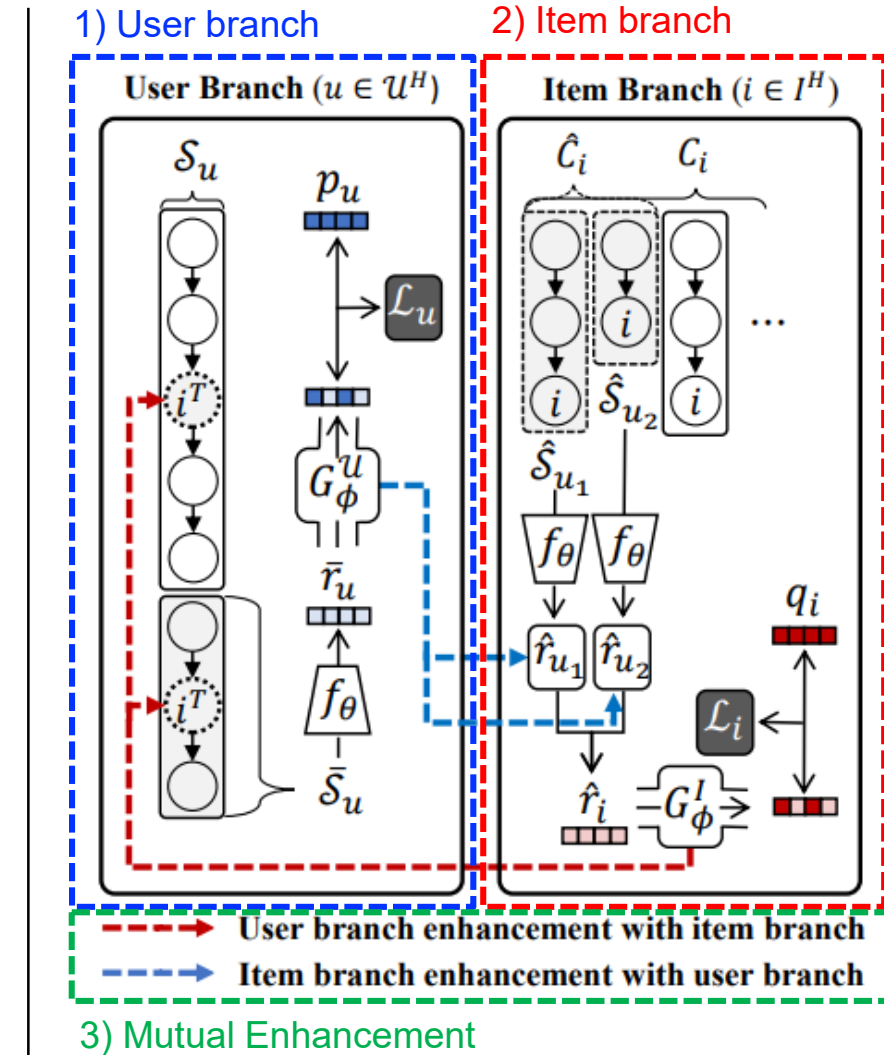 1) User branch
2) Item branch
User Branch (u ∈ 𝒰^H)
Item Branch (i ∈ I^H)
𝒮_u
p_u
ℒ_u
i^T
G_ϕ^𝒰
r̄_u
i^T
f_θ
𝒮̄_u
Ĉ_i
C_i
i
...
i
i
𝒮̂_{u_2}
𝒮̂_{u_1}
f_θ
f_θ
q_i
r̂_{u_1}
r̂_{u_2}
ℒ_i
r̂_i
G_ϕ^I
User branch enhancement with item branch
Item branch enhancement with user branch
3) Mutual Enhancement